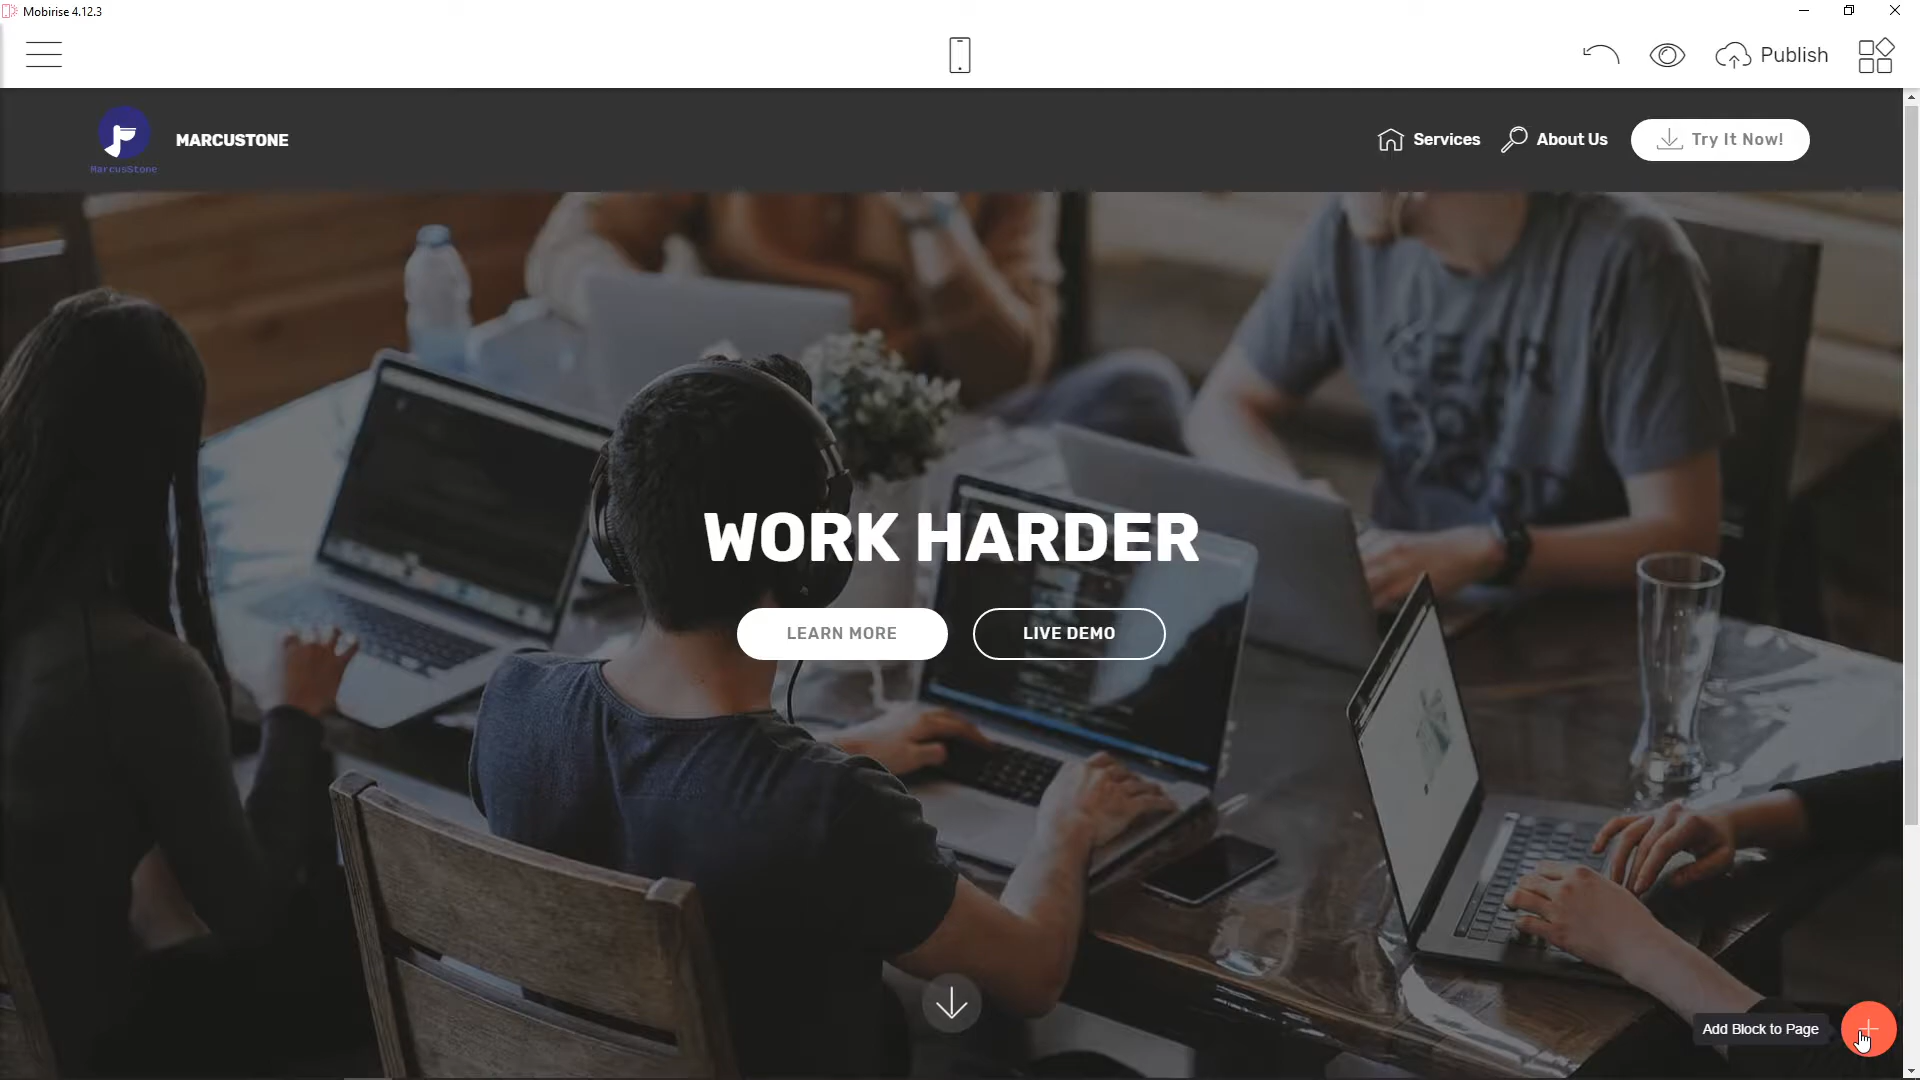 Mobirise 4.12.3
Publish
MarcusStone
MARCUSTONE
Services
About Us
Try It Now!
WORK HARDER
LEARN MORE
LIVE DEMO
Add Block to Page